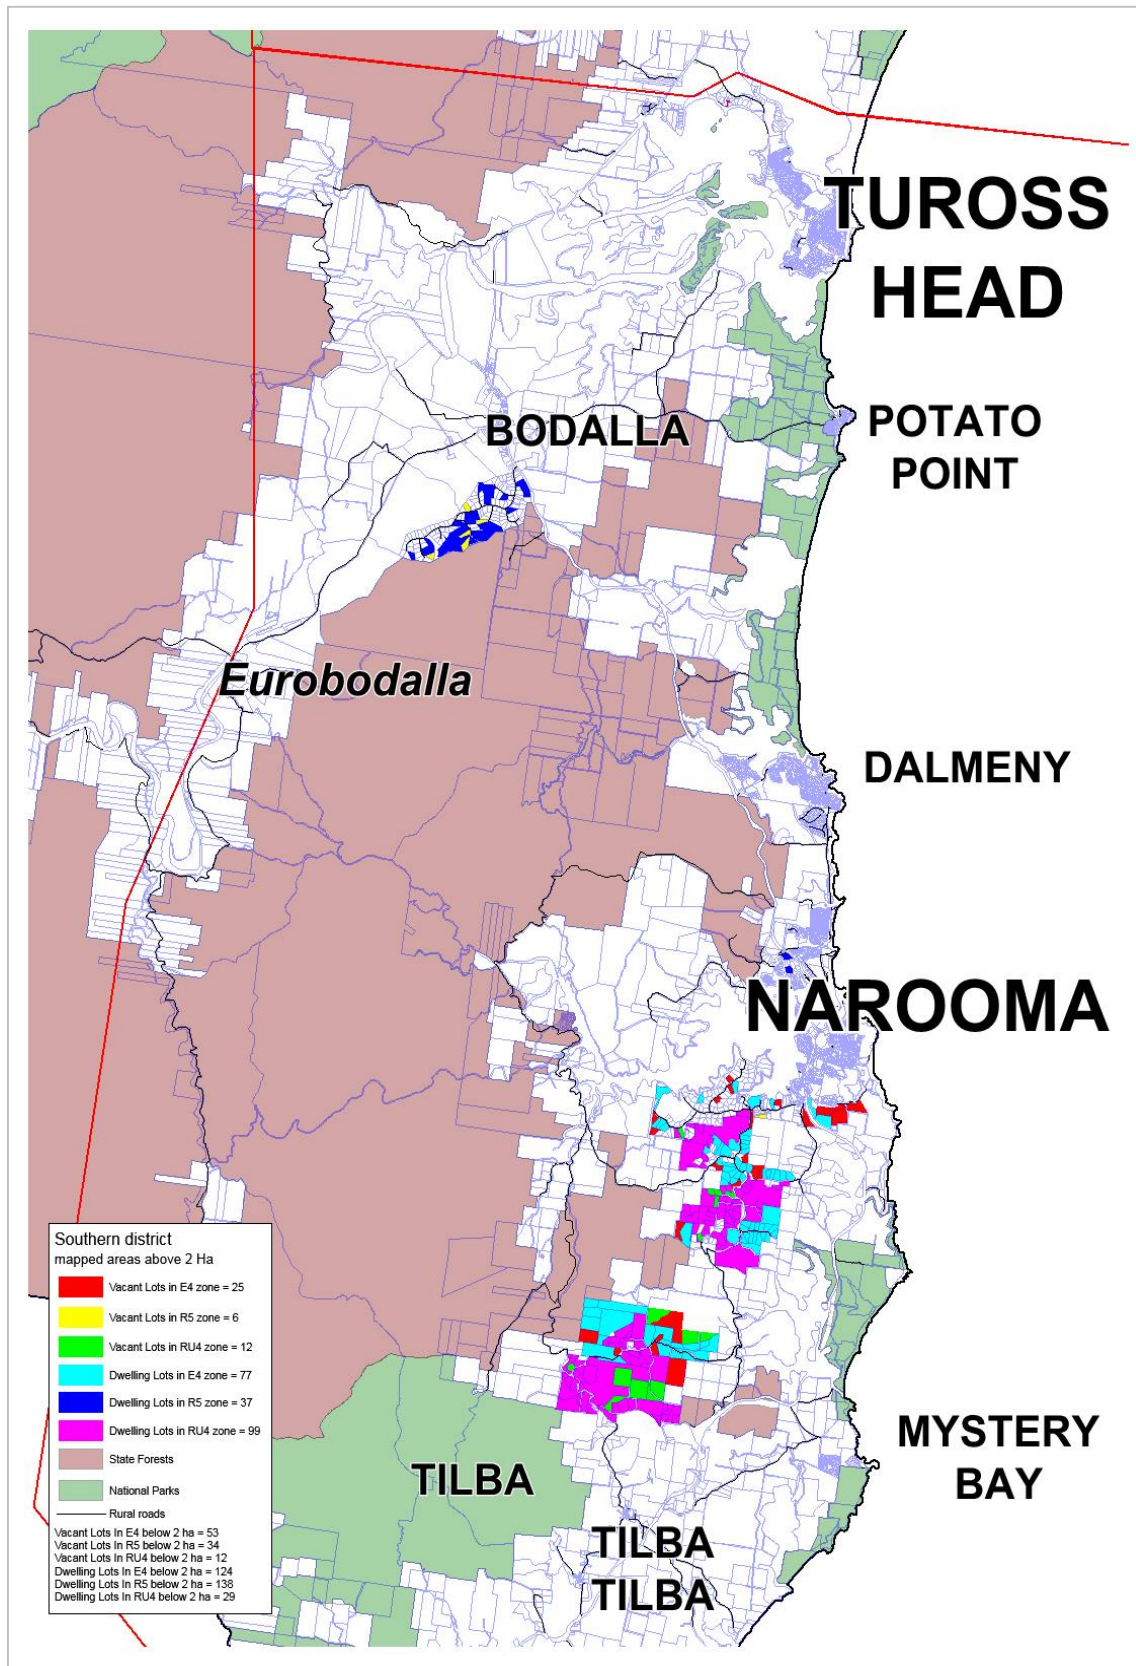 TUROSS
HEAD
POTATO
POINT
BODALLA
Eurobodalla
DALMENY
NAROOMA
MYSTERY
BAY
TILBA
TILBA
TILBA
Southern district
mapped areas above 2 Ha
Vacant Lots in E4 zone = 25
Vacant Lots in R5 zone = 6
Vacant Lots in RU4 zone = 12
Dwelling Lots in E4 zone = 77
Dwelling Lots in R5 zone = 37
Dwelling Lots in RU4 zone = 99
State Forests
National Parks
Rural roads
Vacant Lots In E4 below 2 ha = 53
Vacant Lots In R5 below 2 ha = 34
Vacant Lots In RU4 below 2 ha = 12
Dwelling Lots In E4 below 2 ha = 124
Dwelling Lots in R5 below 2 ha = 138
Dwelling Lots in RU4 below 2 ha = 29